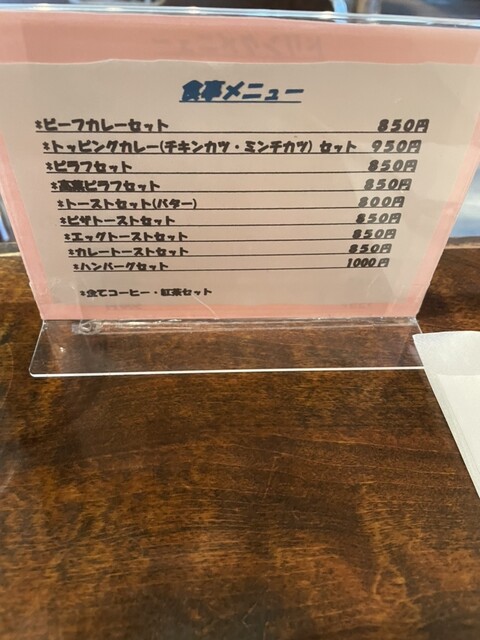 食事メニュー
*ビーフカレーセット 850円
*トッピングカレー(チキンカツ・ミンチカツ) セット 950円
*ピラフセット 850円
*高菜ピラフセット 850円
*トーストセット(バター) 800円
*ピザトーストセット 850円
*エッグトーストセット 850円
*カレートーストセット 850円
*ハンバーグセット 1000円
*全てコーヒー・紅茶セット